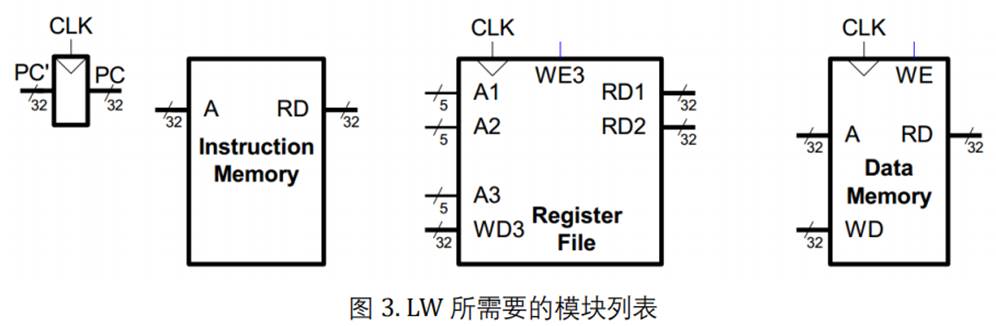 CLK
PC'
PC
32
32
A
RD
32
32
Instruction
Memory
CLK
WE3
A1
RD1
5
32
A2
RD2
5
32
A3
5
WD3
32
Register
File
CLK
WE
A
RD
32
32
Data
Memory
WD
32
图 3. LW 所需要的模块列表